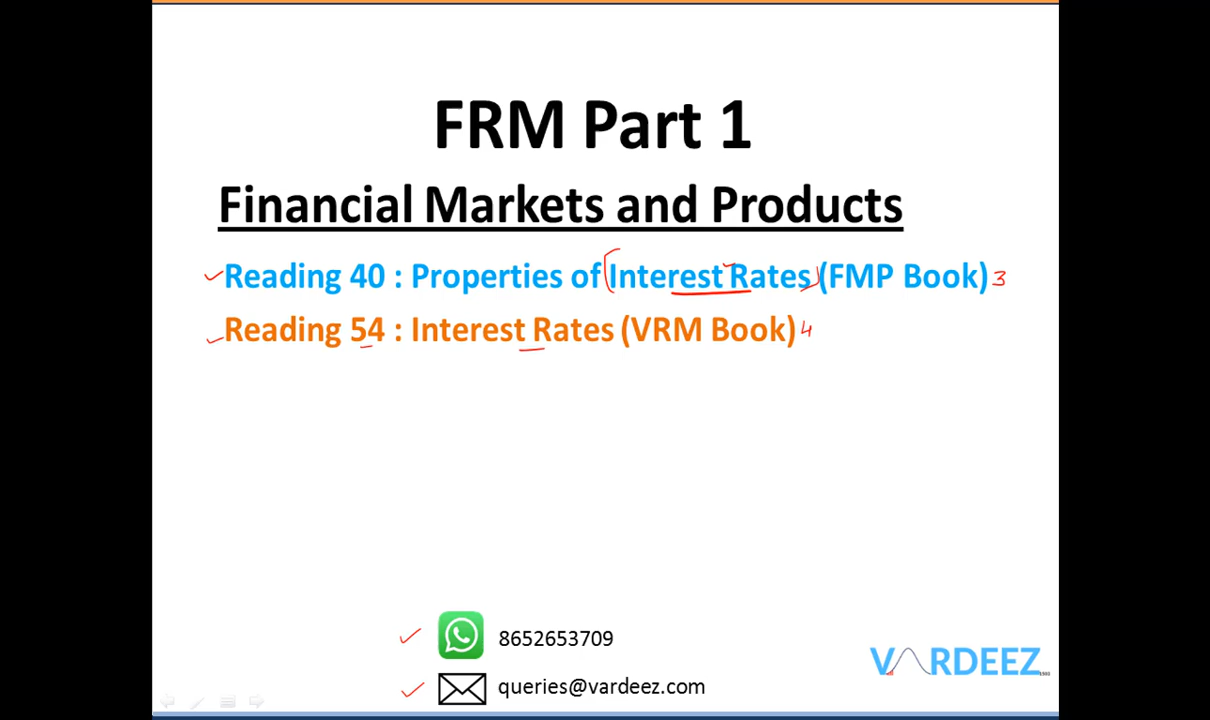 FRM Part 1
Financial Markets and Products
Reading 40 : Properties of Interest Rates (FMP Book) 3
Reading 54 : Interest Rates (VRM Book) 4
8652653709
queries@vardeez.com
VARDEEZ